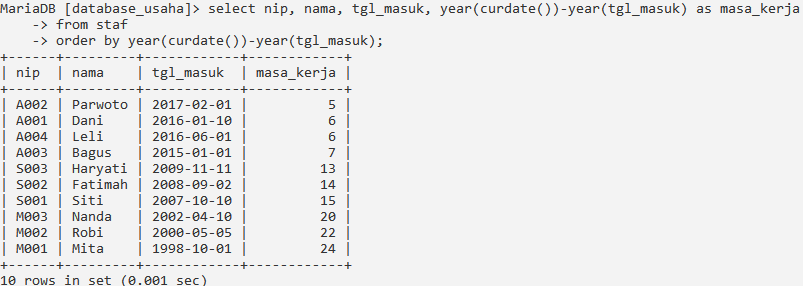 MariaDB [database_usaha]> select nip, nama, tgl_masuk, year(curdate())-year(tgl_masuk) as masa_kerja
    -> from staf
    -> order by year(curdate())-year(tgl_masuk);
+------+---------+------------+------------+
| nip  | nama    | tgl_masuk  | masa_kerja |
+------+---------+------------+------------+
| A002 | Parwoto | 2017-02-01 |          5 |
| A001 | Dani    | 2016-01-10 |          6 |
| A004 | Leli    | 2016-06-01 |          6 |
| A003 | Bagus   | 2015-01-01 |          7 |
| S003 | Haryati | 2009-11-11 |         13 |
| S002 | Fatimah | 2008-09-02 |         14 |
| S001 | Siti    | 2007-10-10 |         15 |
| M003 | Nanda   | 2002-04-10 |         20 |
| M002 | Robi    | 2000-05-05 |         22 |
| M001 | Mita    | 1998-10-01 |         24 |
+------+---------+------------+------------+
10 rows in set (0.001 sec)